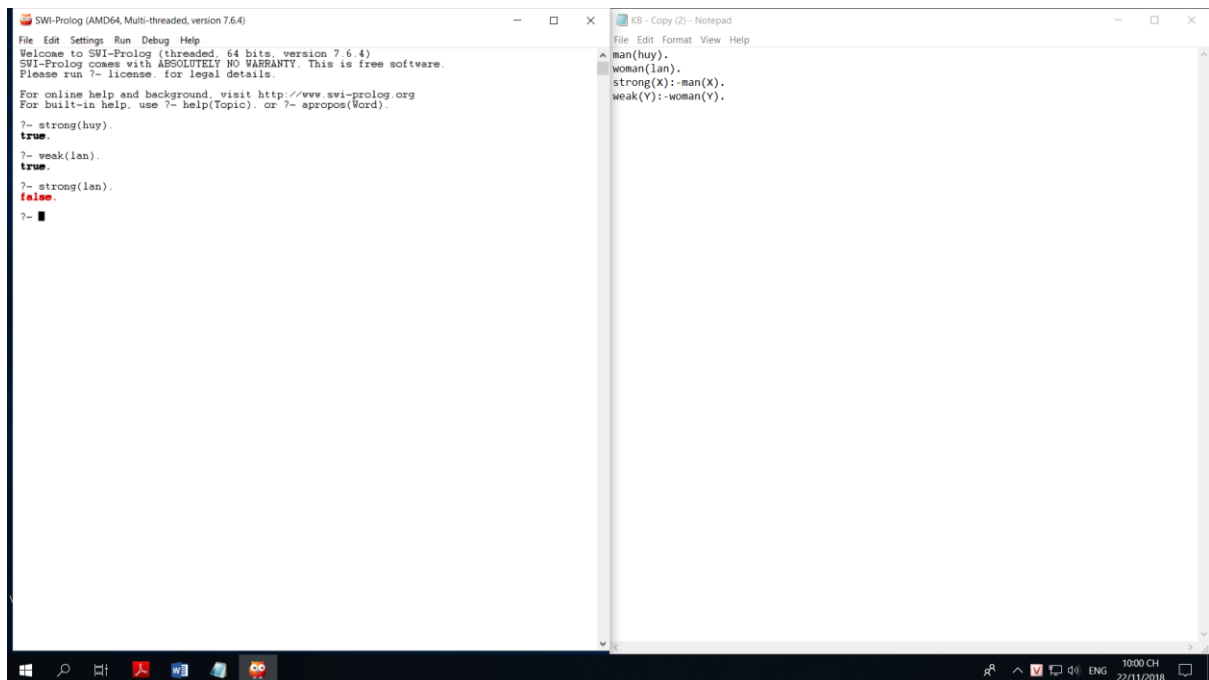 SWI-Prolog (AMD64, Multi-threaded, version 7.6.4)
File Edit Settings Run Debug Help
Welcome to SWI-Prolog (threaded, 64 bits, version 7.6.4)
SWI-Prolog comes with ABSOLUTELY NO WARRANTY. This is free software.
Please run ?- license. for legal details.
For online help and background, visit http://www.swi-prolog.org
For built-in help, use ?- help(Topic). or ?- apropos(Word).
?- strong(huy).
true.
?- weak(lan).
true.
?- strong(lan).
false.
?-
KB - Copy (2) - Notepad
File Edit Format View Help
man(huy).
woman(lan).
strong(X):-man(X).
weak(Y):-woman(Y).
ENG
10:00 CH
22/11/2018